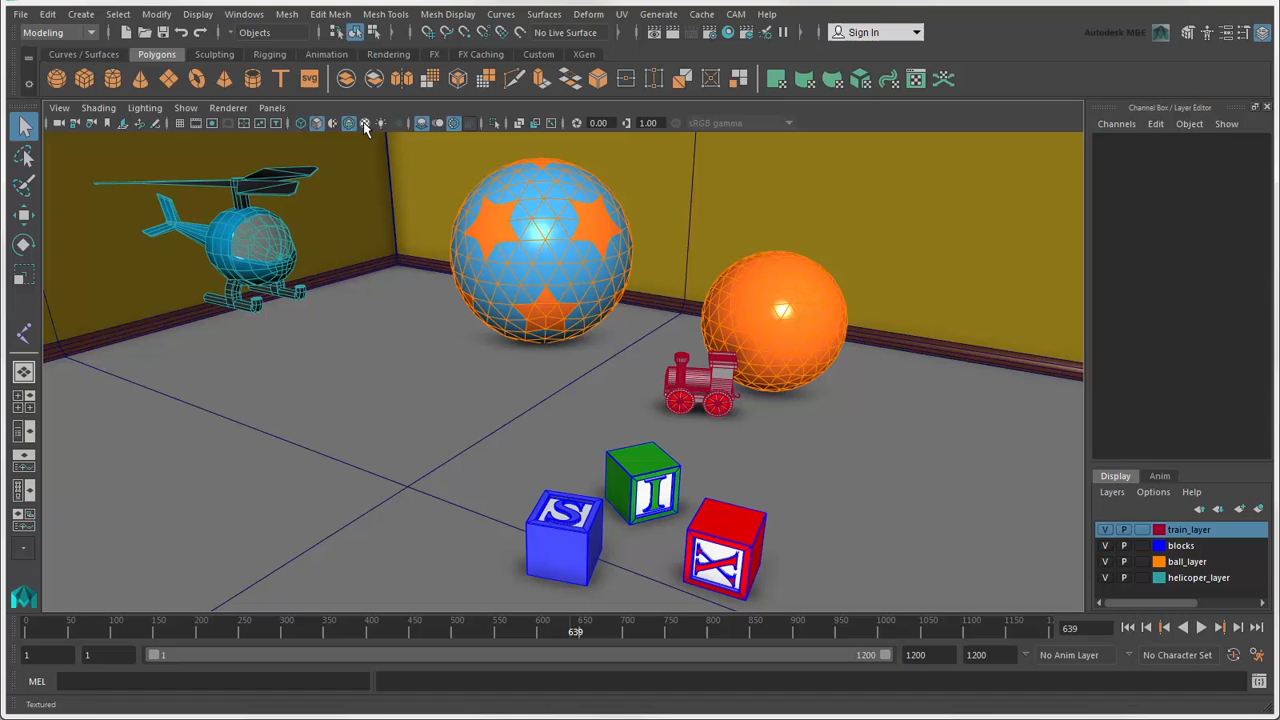 File Edit Create Select Modify Display Windows Mesh Edit Mesh Mesh Tools Mesh Display Curves Surfaces Deform UV Generate Cache CAM Help
Modeling Objects No Live Surface Sign In Autodesk MBE
Curves / Surfaces Polygons Sculpting Rigging Animation Rendering FX FX Caching Custom XGen
T svg
View Shading Lighting Show Renderer Panels
0.00 1.00 sRGB gamma
Channel Box / Layer Editor
Channels Edit Object Show
S
I
X
Display Anim
Layers Options Help
V P train_layer
V P blocks
V P ball_layer
V P helicoper_layer
0 50 100 150 200 250 300 350 400 450 500 550 600 650 700 750 800 850 900 950 1000 1050 1100 1150
639
639
1 1 1 1200 1200 1200 No Anim Layer No Character Set
MEL
Textured